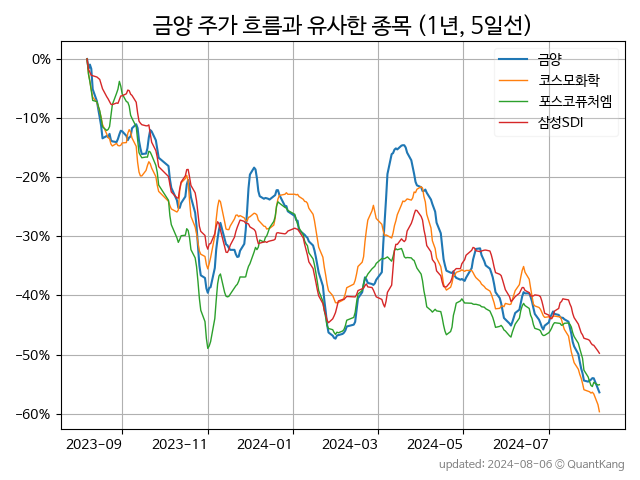 금양 주가 흐름과 유사한 종목 (1년, 5일선)
금양
코스모화학
포스코퓨처엠
삼성SDI
0%
−10%
−20%
−30%
−40%
−50%
−60%
2023-09
2023-11
2024-01
2024-03
2024-05
2024-07
updated: 2024-08-06 © QuantKang